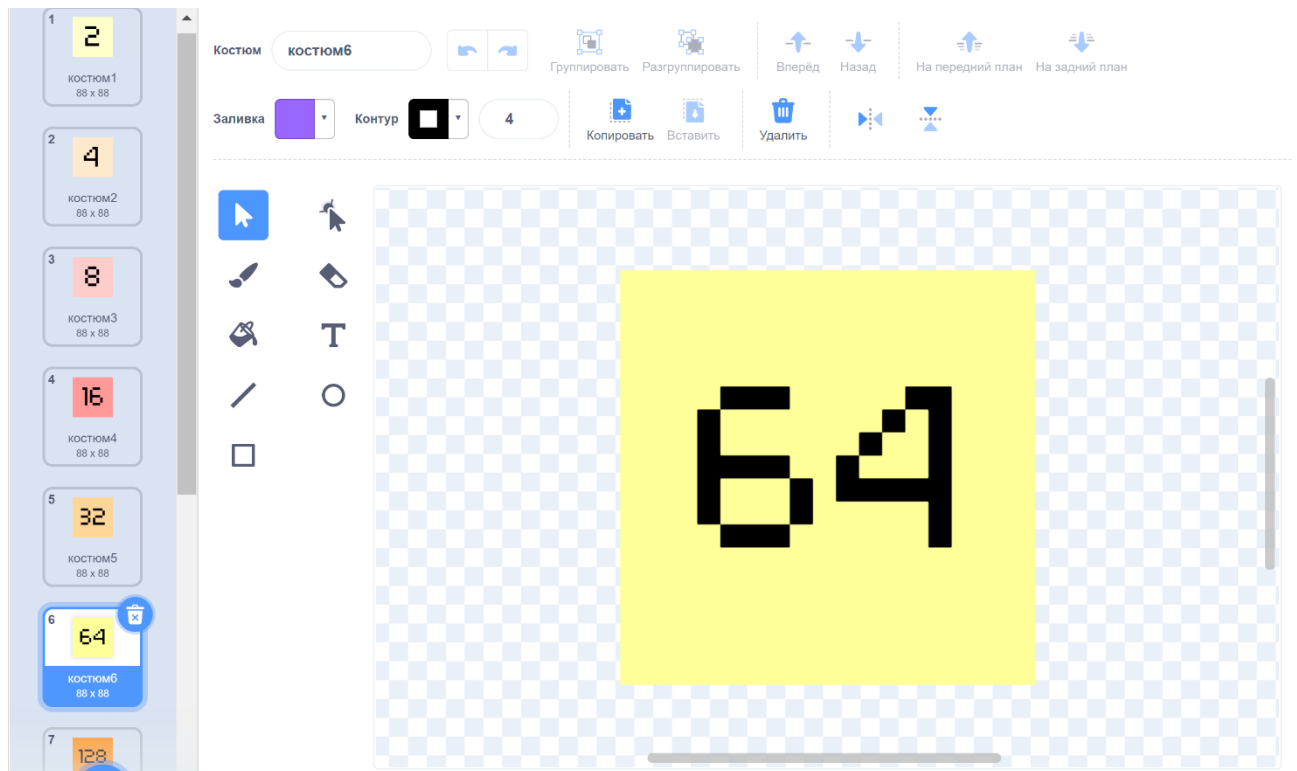 1
2
костюм1
88 x 88
2
4
костюм2
88 x 88
3
8
костюм3
88 x 88
4
16
костюм4
88 x 88
5
32
костюм5
88 x 88
6
64
костюм6
88 x 88
7
128
Костюм костюм6
Группировать Разгруппировать Вперёд Назад На передний план На задний план
Заливка Контур 4
Копировать Вставить Удалить
T
64